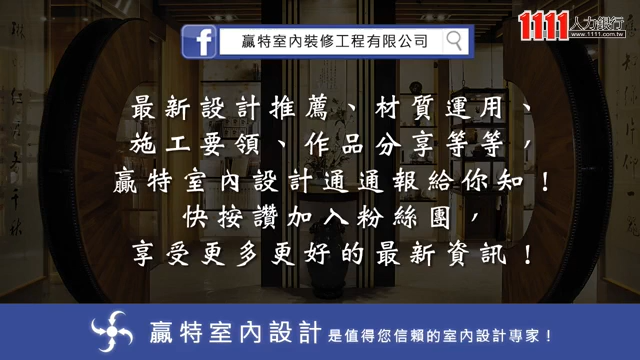 贏特室內裝修工程有限公司
1111人力銀行
www.1111.com.tw
最新設計推薦、材質運用、
施工要領、作品分享等等，
贏特室內設計通通報給你知！
快按讚加入粉絲團，
享受更多更好的最新資訊！
贏特室內設計 是值得您信賴的室內設計專家！